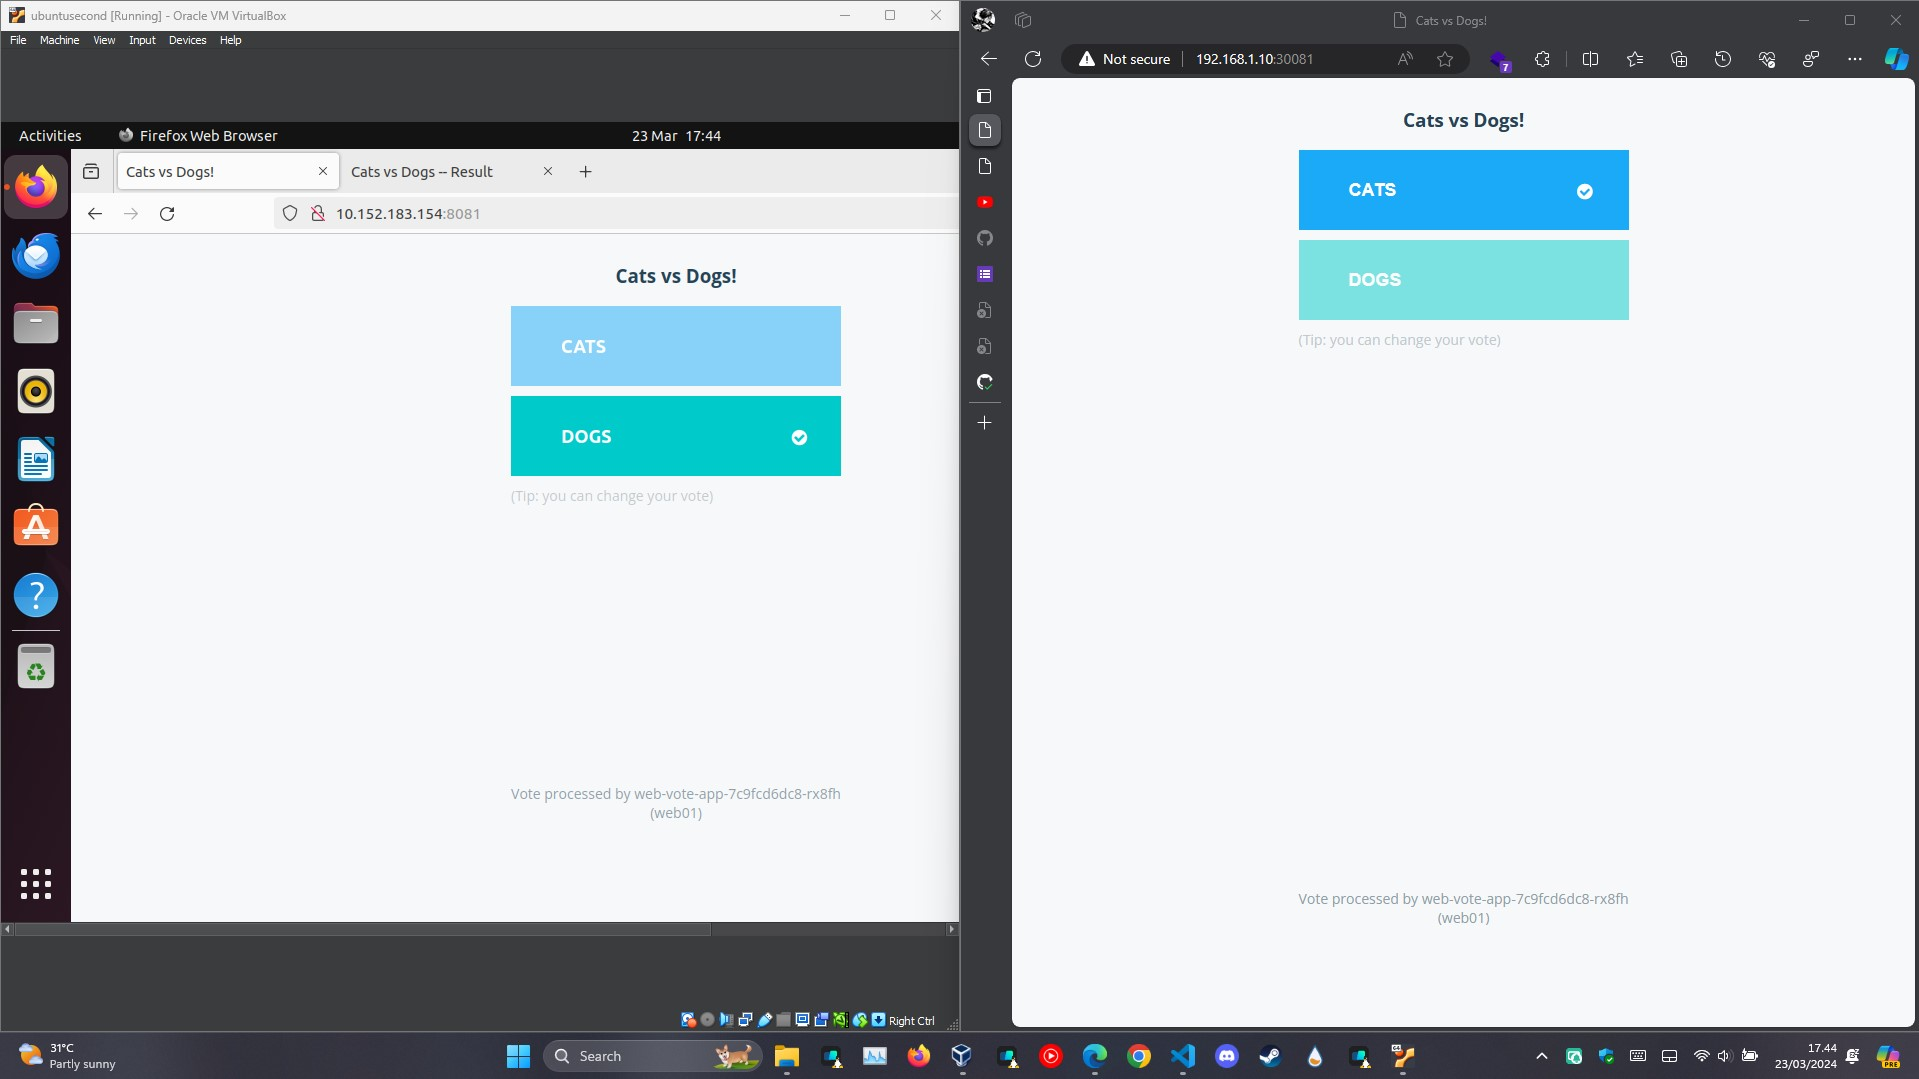 ubuntusecond [Running] - Oracle VM VirtualBox
File Machine View Input Devices Help
Activities Firefox Web Browser 23 Mar 17:44
Cats vs Dogs! Cats vs Dogs -- Result
10.152.183.154:8081
Cats vs Dogs!
CATS
DOGS
(Tip: you can change your vote)
Vote processed by web-vote-app-7c9fcd6dc8-rx8fh
(web01)
Right Ctrl
Cats vs Dogs!
Not secure 192.168.1.10:30081
7
Cats vs Dogs!
CATS
DOGS
(Tip: you can change your vote)
Vote processed by web-vote-app-7c9fcd6dc8-rx8fh
(web01)
31°C
Partly sunny
Search
17.44
23/03/2024
PRE